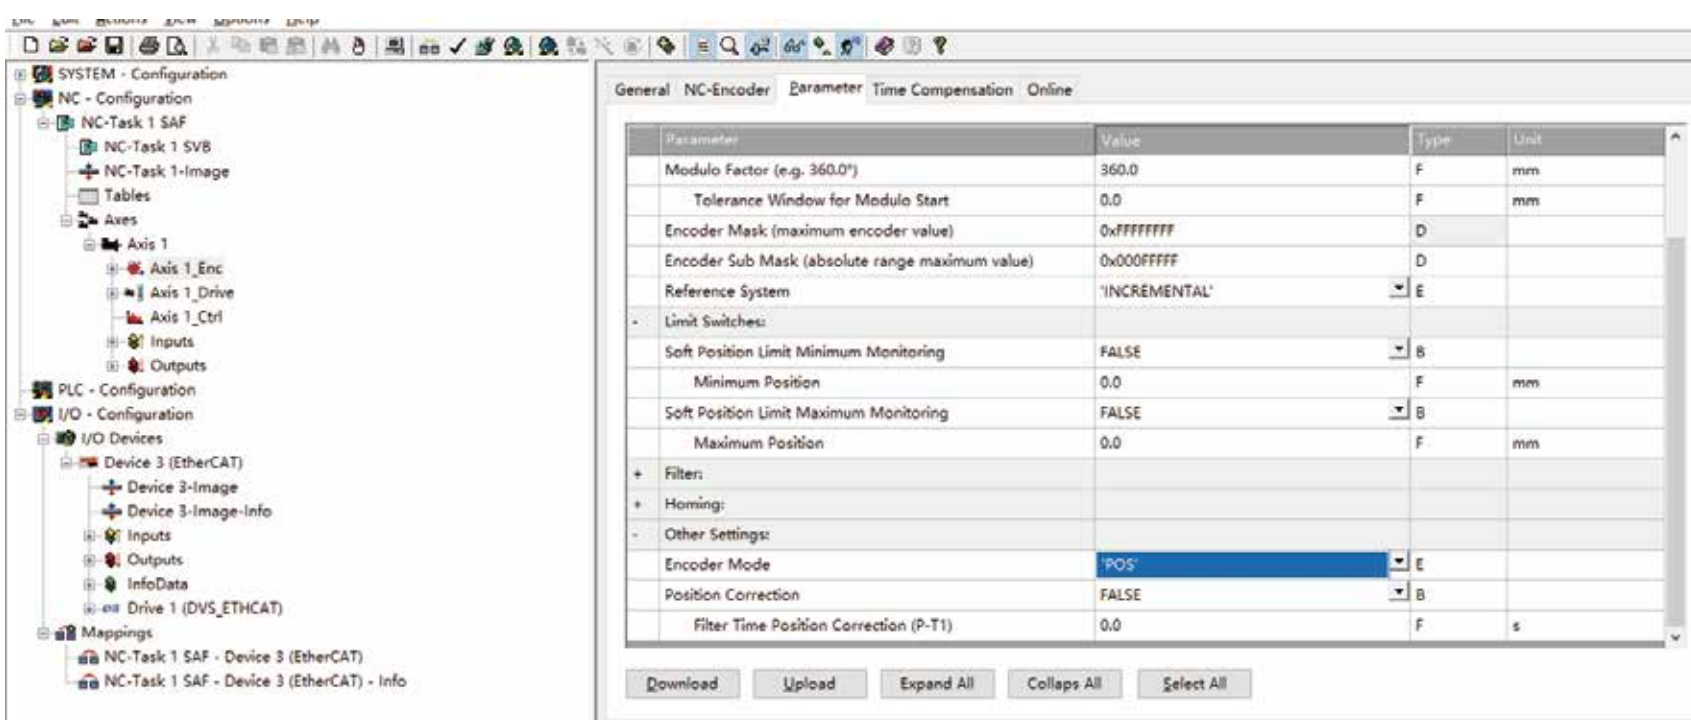 File Edit Actions View Options Help
SYSTEM - Configuration
NC - Configuration
NC-Task 1 SAF
NC-Task 1 SVB
NC-Task 1-Image
Tables
Axes
Axis 1
Axis 1_Enc
Axis 1_Drive
Axis 1_Ctrl
Inputs
Outputs
PLC - Configuration
I/O - Configuration
I/O Devices
Device 3 (EtherCAT)
Device 3-Image
Device 3-Image-Info
Inputs
Outputs
InfoData
Drive 1 (DVS_ETHCAT)
Mappings
NC-Task 1 SAF - Device 3 (EtherCAT)
NC-Task 1 SAF - Device 3 (EtherCAT) - Info
General NC-Encoder Parameter Time Compensation Online
Parameter Value Type Unit
Modulo Factor (e.g. 360.0°) 360.0 F mm
Tolerance Window for Modulo Start 0.0 F mm
Encoder Mask (maximum encoder value) 0xFFFFFFFF D
Encoder Sub Mask (absolute range maximum value) 0x000FFFFF D
Reference System 'INCREMENTAL' E
- Limit Switches:
Soft Position Limit Minimum Monitoring FALSE B
Minimum Position 0.0 F mm
Soft Position Limit Maximum Monitoring FALSE B
Maximum Position 0.0 F mm
+ Filter:
+ Homing:
- Other Settings:
Encoder Mode 'POS' E
Position Correction FALSE B
Filter Time Position Correction (P-T1) 0.0 F s
Download Upload Expand All Collaps All Select All